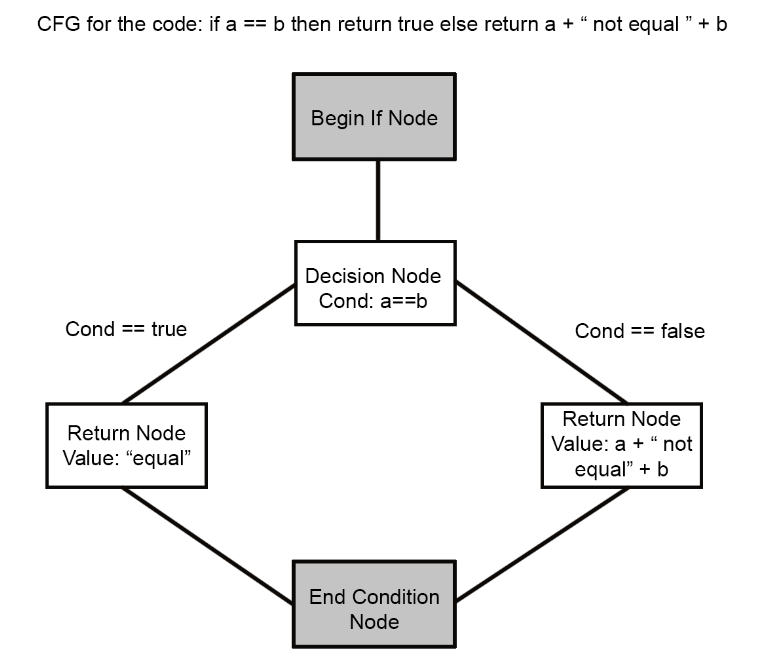 CFG for the code: if a == b then return true else return a + “ not equal ” + b
Begin If Node
Decision Node
Cond: a==b
Cond == true
Cond == false
Return Node
Value: “equal”
Return Node
Value: a + “ not
equal” + b
End Condition
Node